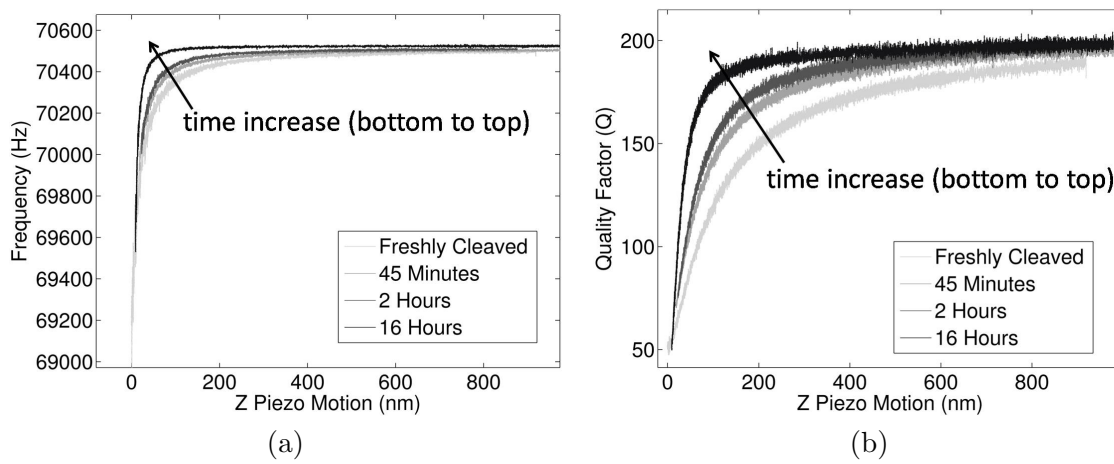 70600
70400
70200
70000
69800
69600
69400
69200
69000
Frequency (Hz)
time increase (bottom to top)
Freshly Cleaved
45 Minutes
2 Hours
16 Hours
0 200 400 600 800
Z Piezo Motion (nm)
(a)
200
150
100
50
Quality Factor (Q)
time increase (bottom to top)
Freshly Cleaved
45 Minutes
2 Hours
16 Hours
0 200 400 600 800
Z Piezo Motion (nm)
(b)